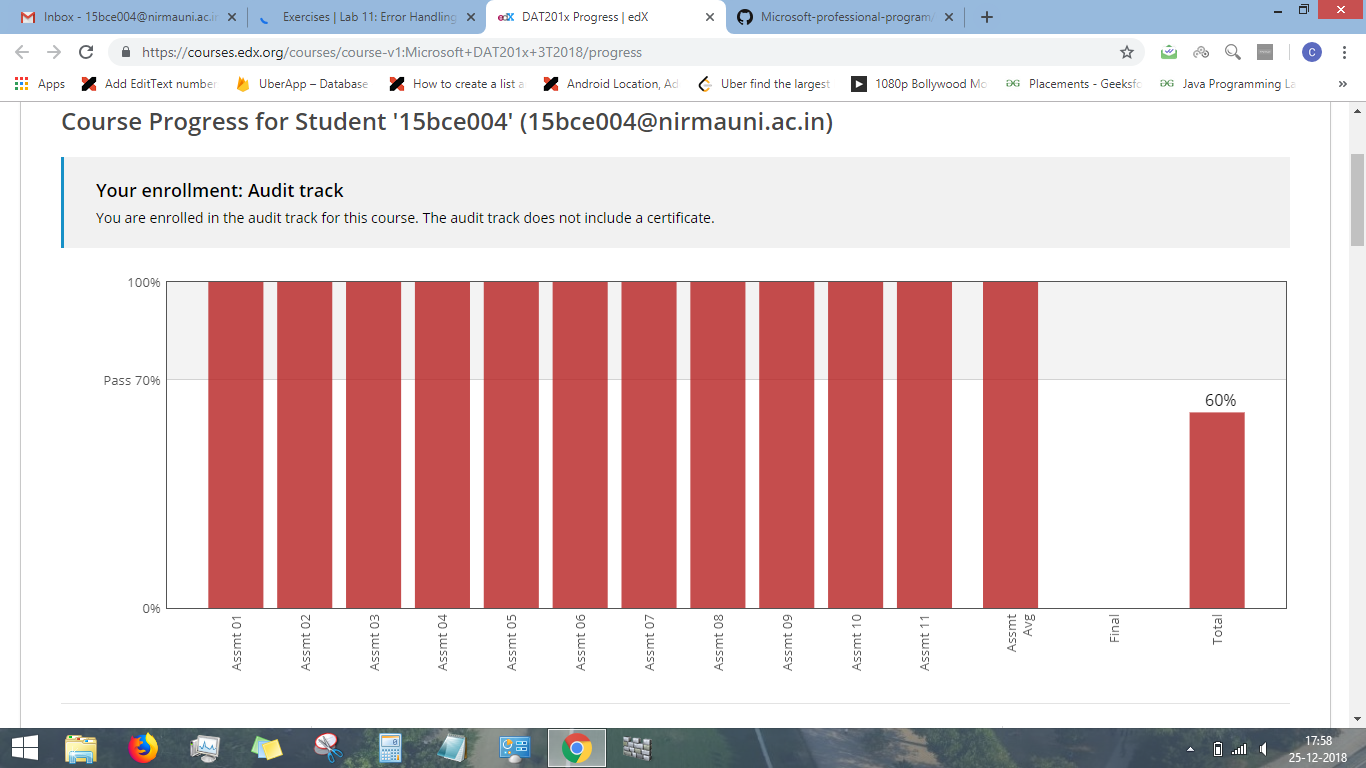 Inbox - 15bce004@nirmauni.ac.i
Exercises | Lab 11: Error Handling
edX DAT201x Progress | edX
Microsoft-professional-program/
https://courses.edx.org/courses/course-v1:Microsoft+DAT201x+3T2018/progress
C
Apps
Add EditText number
UberApp – Database
How to create a list a
Android Location, Ad
Uber find the largest
1080p Bollywood Mo
Placements - Geeksfo
Java Programming La
»
Course Progress for Student '15bce004' (15bce004@nirmauni.ac.in)
Your enrollment: Audit track
You are enrolled in the audit track for this course. The audit track does not include a certificate.
100%
Pass 70%
0%
60%
Assmt 01
Assmt 02
Assmt 03
Assmt 04
Assmt 05
Assmt 06
Assmt 07
Assmt 08
Assmt 09
Assmt 10
Assmt 11
Assmt
Avg
Final
Total
17:58
25-12-2018